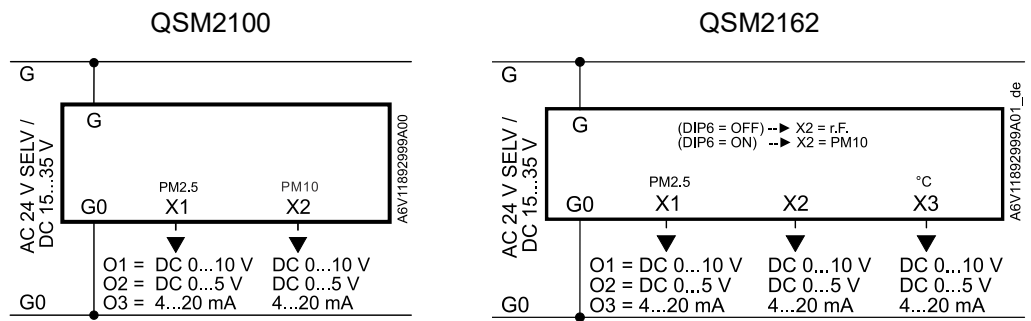 QSM2100
G
G
AC 24 V SELV /
DC 15...35 V
PM2.5
PM10
G0
X1
X2
O1 = DC 0...10 V
DC 0...10 V
O2 = DC 0...5 V
DC 0...5 V
O3 = 4...20 mA
4...20 mA
G0
A6V11892999A00
QSM2162
G
G
(DIP6 = OFF) --► X2 = r.F.
(DIP6 = ON) --► X2 = PM10
AC 24 V SELV /
DC 15...35 V
PM2.5
°C
G0
X1
X2
X3
O1 = DC 0...10 V
DC 0...10 V
DC 0...10 V
O2 = DC 0...5 V
DC 0...5 V
DC 0...5 V
O3 = 4...20 mA
4...20 mA
4...20 mA
G0
A6V11892999A01_de